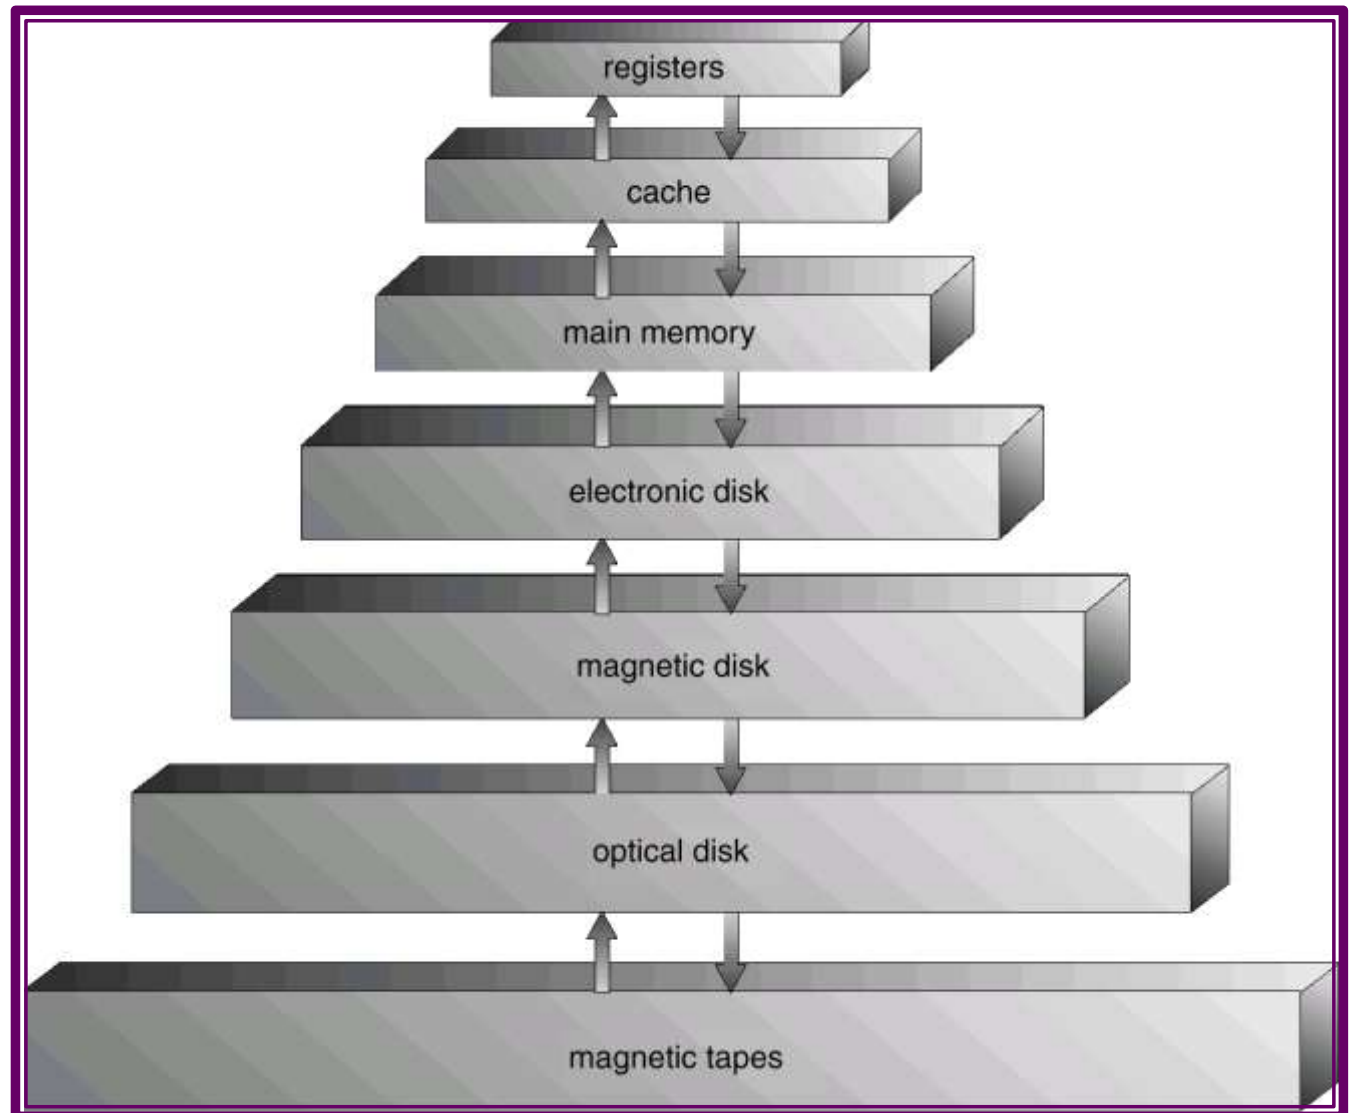 registers
cache
main memory
electronic disk
magnetic disk
optical disk
magnetic tapes